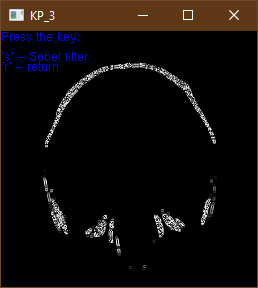 KP_3
Press the key:
's' - Sobel filter
'r' - return